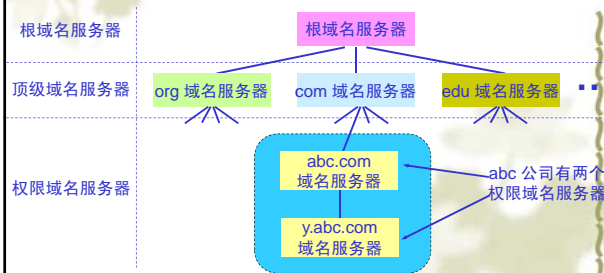 根域名服务器
根域名服务器
顶级域名服务器
org 域名服务器
com 域名服务器
edu 域名服务器
..
权限域名服务器
abc.com
域名服务器
y.abc.com
域名服务器
abc 公司有两个
权限域名服务器